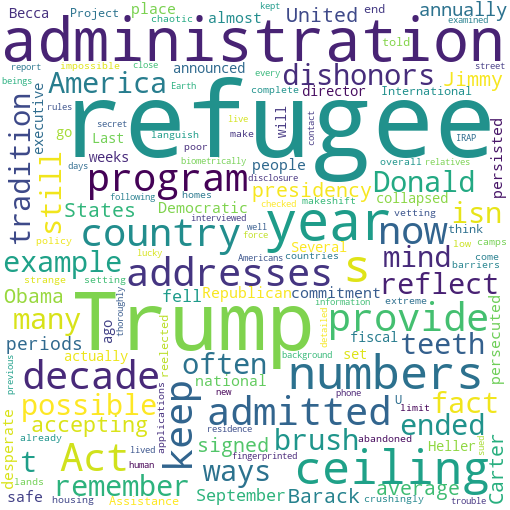 Becca Project place almost United annually close kept examined
chaotic told report end impossible
administration
beings America announced dishonors Jimmy
rules Earth International director every street
refugee
tradition executive secret complete Last go languish make poor will live IRAP persisted
still weeks program biometrically people contact overall relatives Donald
States days Democratic presidency makeshift collapsed
following homes disclosure vetting
country year isn now
lucky interviewed checked Americans force well countries think low camps
example policy strange setting addresses s Several come barriers mind
Obama thoroughly fell Republican commitment extreme reflect
many ago reelected actually set information fiscal persecuted
periods Trump provide
national detailed background teeth
decade often numbers
previous possible
accepting keep admitted fact
new phone U limit abandoned ended
t Act signed brush Heller sued
desperate already remember applications ways residence fingerprinted average Carter
safe lived lands human September Barack ceiling
housing Assistance crushingly trouble